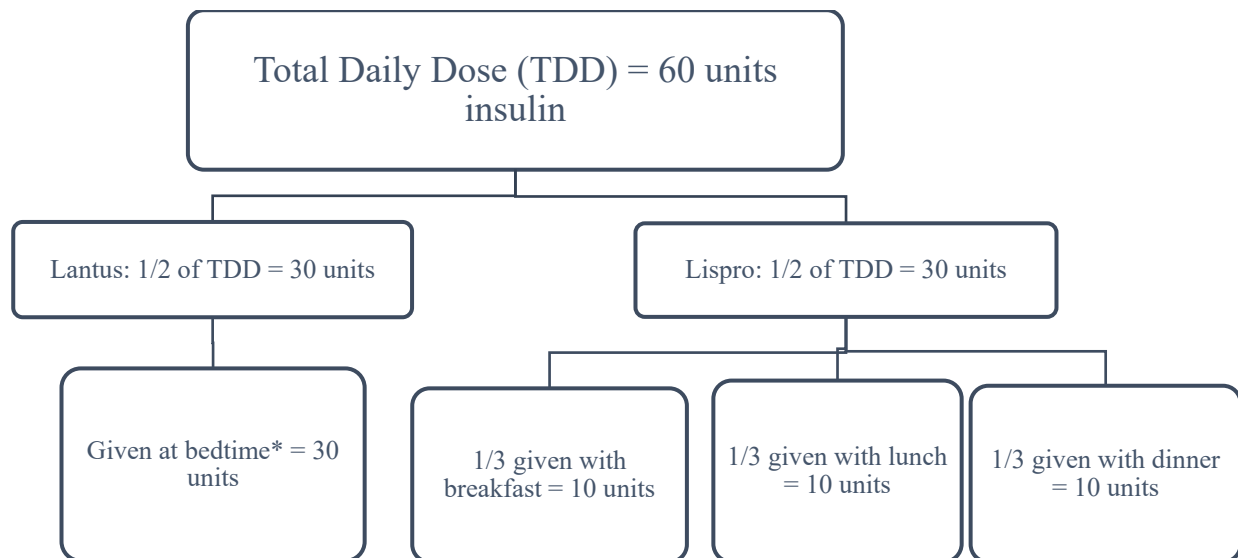 Total Daily Dose (TDD) = 60 units
insulin
Lantus: 1/2 of TDD = 30 units
Lispro: 1/2 of TDD = 30 units
Given at bedtime* = 30
units
1/3 given with
breakfast = 10 units
1/3 given with lunch
= 10 units
1/3 given with dinner
= 10 units